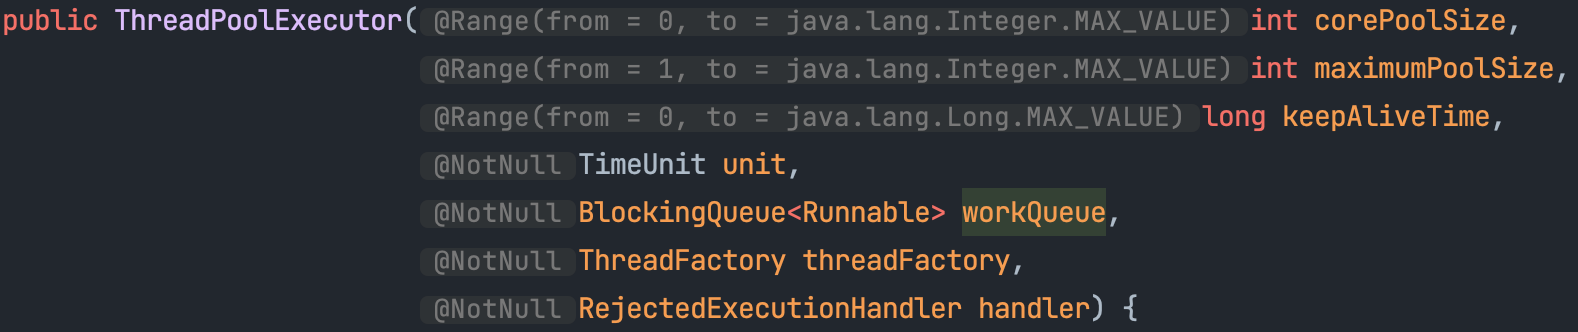 public ThreadPoolExecutor( @Range(from = 0, to = java.lang.Integer.MAX_VALUE) int corePoolSize,
@Range(from = 1, to = java.lang.Integer.MAX_VALUE) int maximumPoolSize,
@Range(from = 0, to = java.lang.Long.MAX_VALUE) long keepAliveTime,
@NotNull TimeUnit unit,
@NotNull BlockingQueue<Runnable> workQueue,
@NotNull ThreadFactory threadFactory,
@NotNull RejectedExecutionHandler handler) {